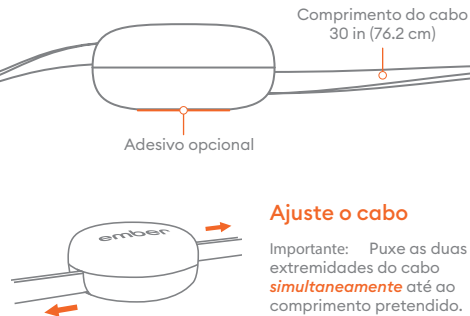 Comprimento do cabo
30 in (76.2 cm)
Adesivo opcional
ember
Ajuste o cabo
Importante: Puxe as duas
extremidades do cabo
simultaneamente até ao
comprimento pretendido.